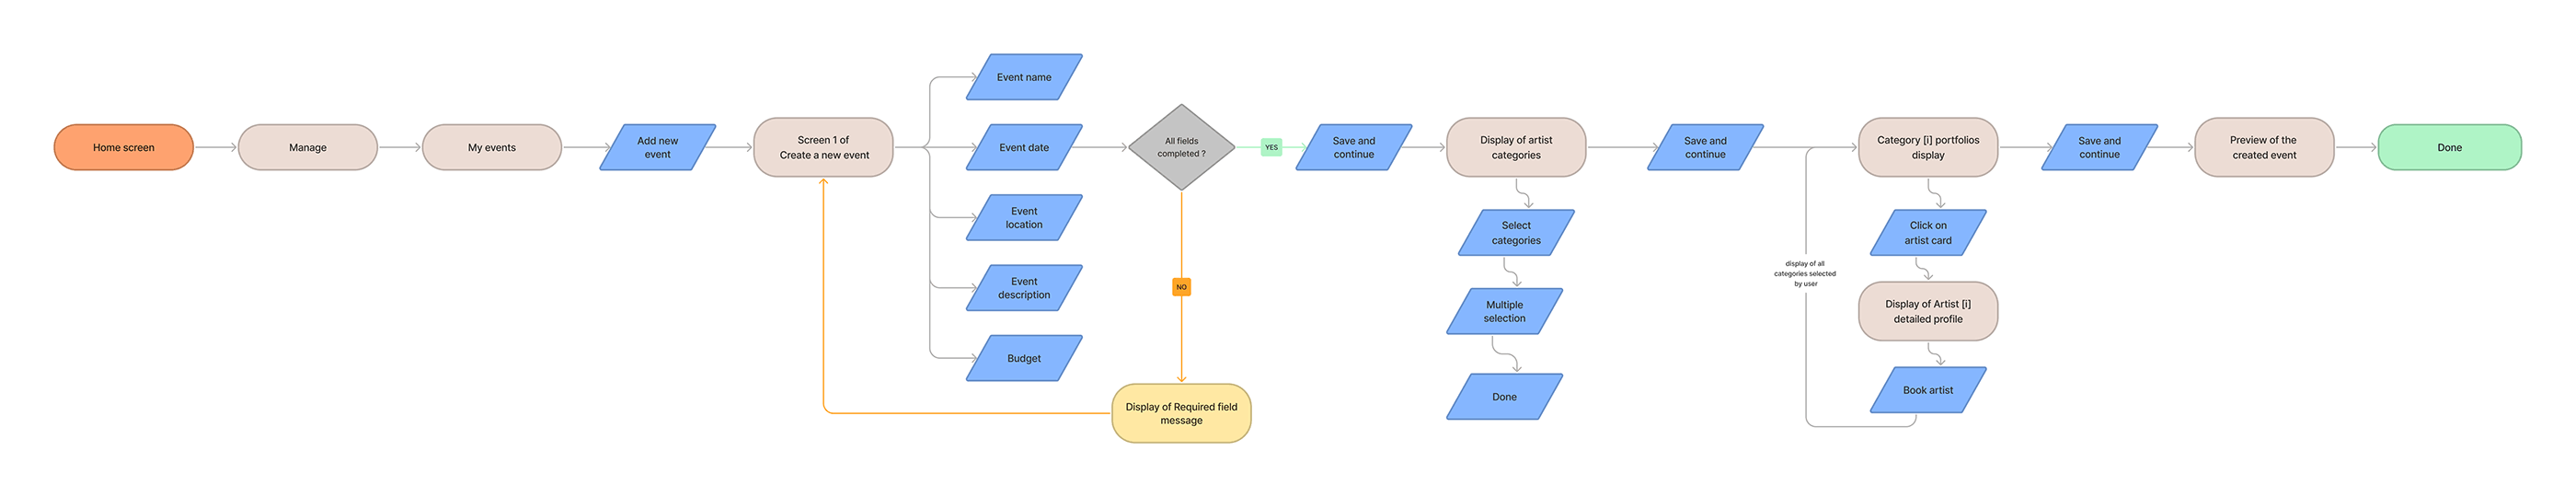 Home screen
Manage
My events
Add new
event
Screen 1 of
Create a new event
Event name
Event date
Event
location
Event
description
Budget
All fields
completed ?
YES
NO
Display of Required field
message
Save and
continue
Display of artist
categories
Select
categories
Multiple
selection
Done
Save and
continue
display of all
categories selected
by user
Category [i] portfolios
display
Click on
artist card
Display of Artist [i]
detailed profile
Book artist
Save and
continue
Preview of the
created event
Done